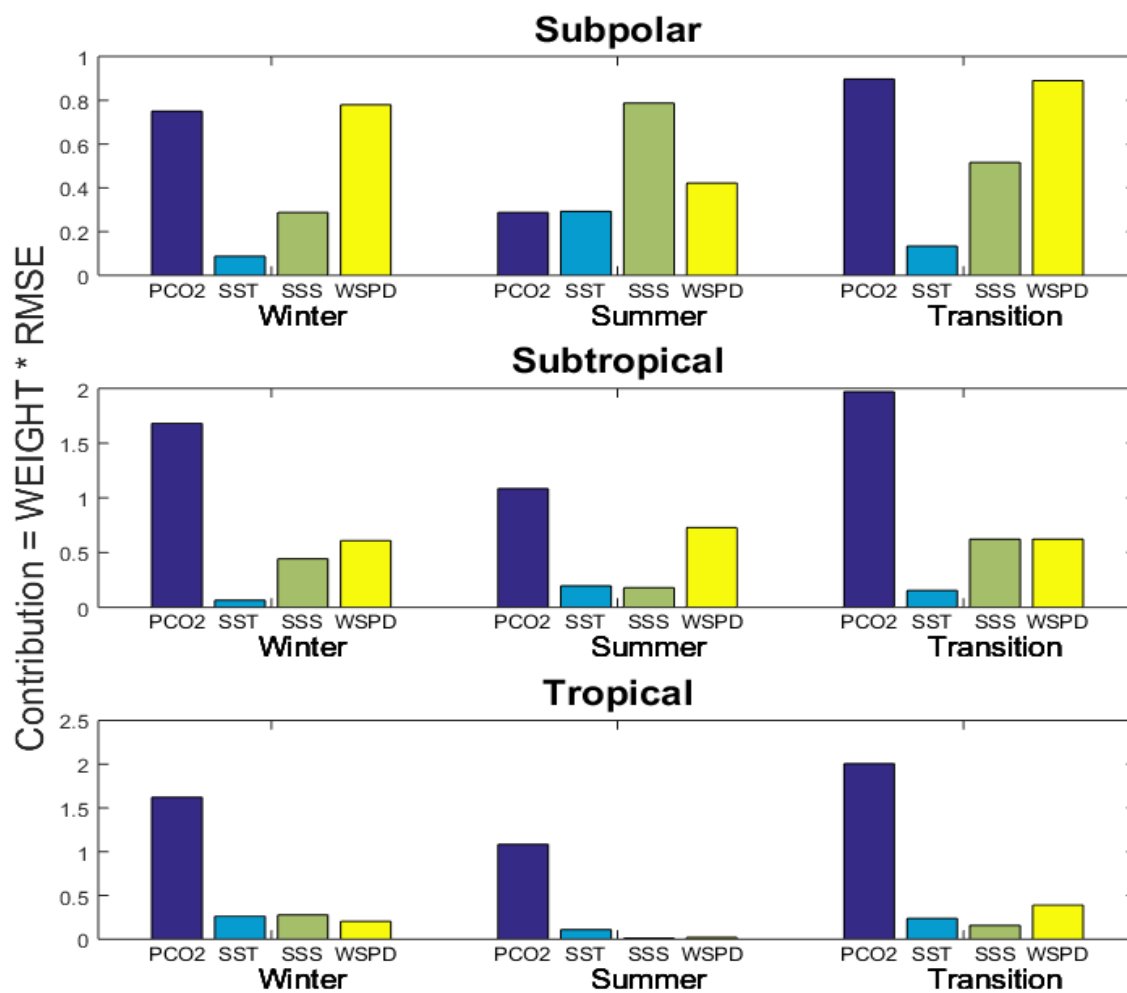 Subpolar
1
0.8
0.6
0.4
0.2
0
PCO2 SST SSS WSPD PCO2 SST SSS WSPD PCO2 SST SSS WSPD
Winter Summer Transition
Contribution = WEIGHT * RMSE
Subtropical
2
1.5
1
0.5
0
PCO2 SST SSS WSPD PCO2 SST SSS WSPD PCO2 SST SSS WSPD
Winter Summer Transition
Tropical
2.5
2
1.5
1
0.5
0
PCO2 SST SSS WSPD PCO2 SST SSS WSPD PCO2 SST SSS WSPD
Winter Summer Transition